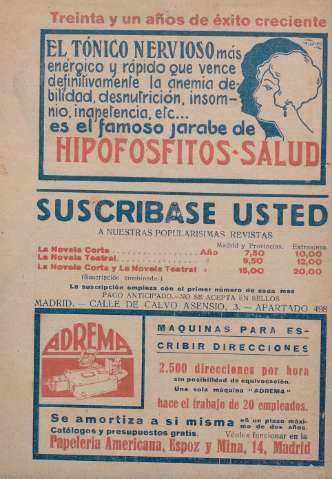 Treinta y un años de éxito creciente
EL TÓNICO NERVIOSO más
enérgico y rápido que vence
definitivamente la anemia de-
bilidad, desnutrición, insom-
nio, inapetencia, etc...
es el famoso jarabe de
HIPOFOSFITOS-SALUD
SUSCRIBASE USTED
A NUESTRAS POPULARISIMAS REVISTAS
Madrid y Provincias. Extranjero
La Novela Corta Año 7,50 10,00
La Novela Teatral 9,50 12,00
La Novela Corta y La Novela Teatral 15,00 20,00
(Suscripción combinada.)
La suscripción empieza con el primer número de cada mes
PAGO ANTICIPADO.-NO SE ACEPTA EN SELLOS
MADRID.- CALLE DE CALVO ASENSIO, 3.- APARTADO 498
ADREMA
MAQUINAS PARA ES-
CRIBIR DIRECCIONES
2.500 direcciones por hora
sin posibilidad de equivocación.
Una sola máquina "ADREMA"
hace el trabajo de 20 empleados.
Se amortiza a si misma en un plazo máxi-
mo de dos años.
Catálogos y presupuestos gratis. Véala funcionar en la
Papelería Americana, Espoz y Mina, 14, Madrid